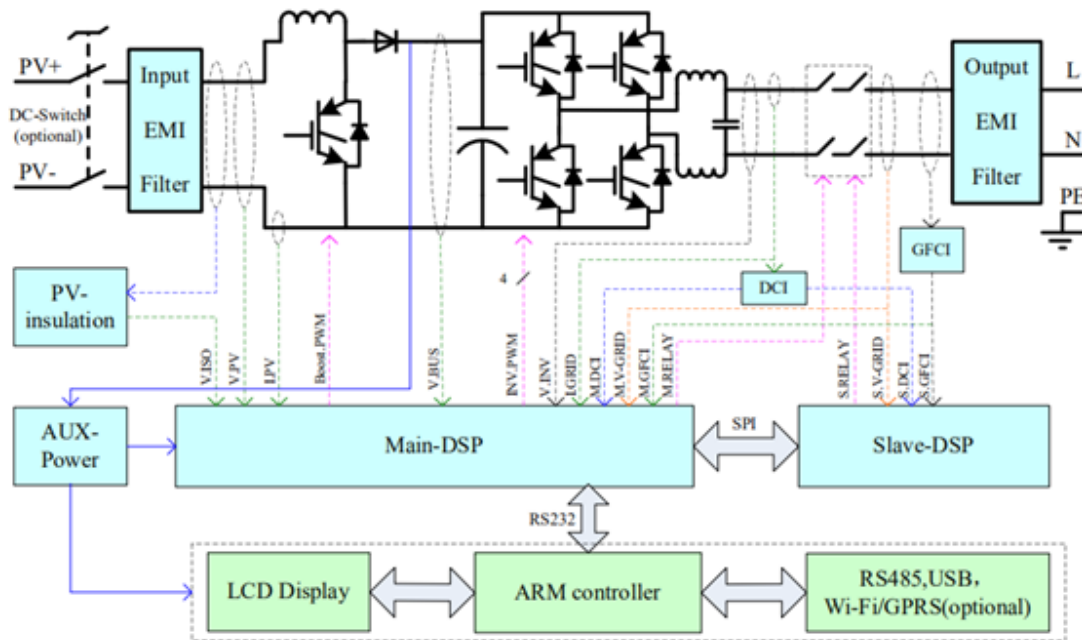 PV+
DC-Switch
(optional)
PV-
Input
EMI
Filter
Output
EMI
Filter
L
N
PE
GFCI
DCI
4
PV-
insulation
V.ISO
V.PV
I.PV
Boost.PWM
V.BUS
INV.PWM
V.INV
I.GRID
M.DCI
M.V-GRID
M.GFCI
M.RELAY
S.RELAY
S.V-GRID
S.DCI
S.GFCI
AUX-
Power
Main-DSP
SPI
Slave-DSP
RS232
LCD Display
ARM controller
RS485,USB，
Wi-Fi/GPRS(optional)